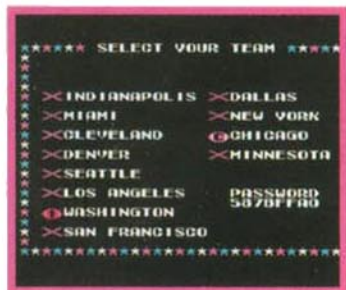 SELECT YOUR TEAM
INDIANAPOLIS
MIAMI
CLEVELAND
DENVER
SEATTLE
LOS ANGELES
WASHINGTON
SAN FRANCISCO
DALLAS
NEW YORK
CHICAGO
MINNESOTA
PASSWORD